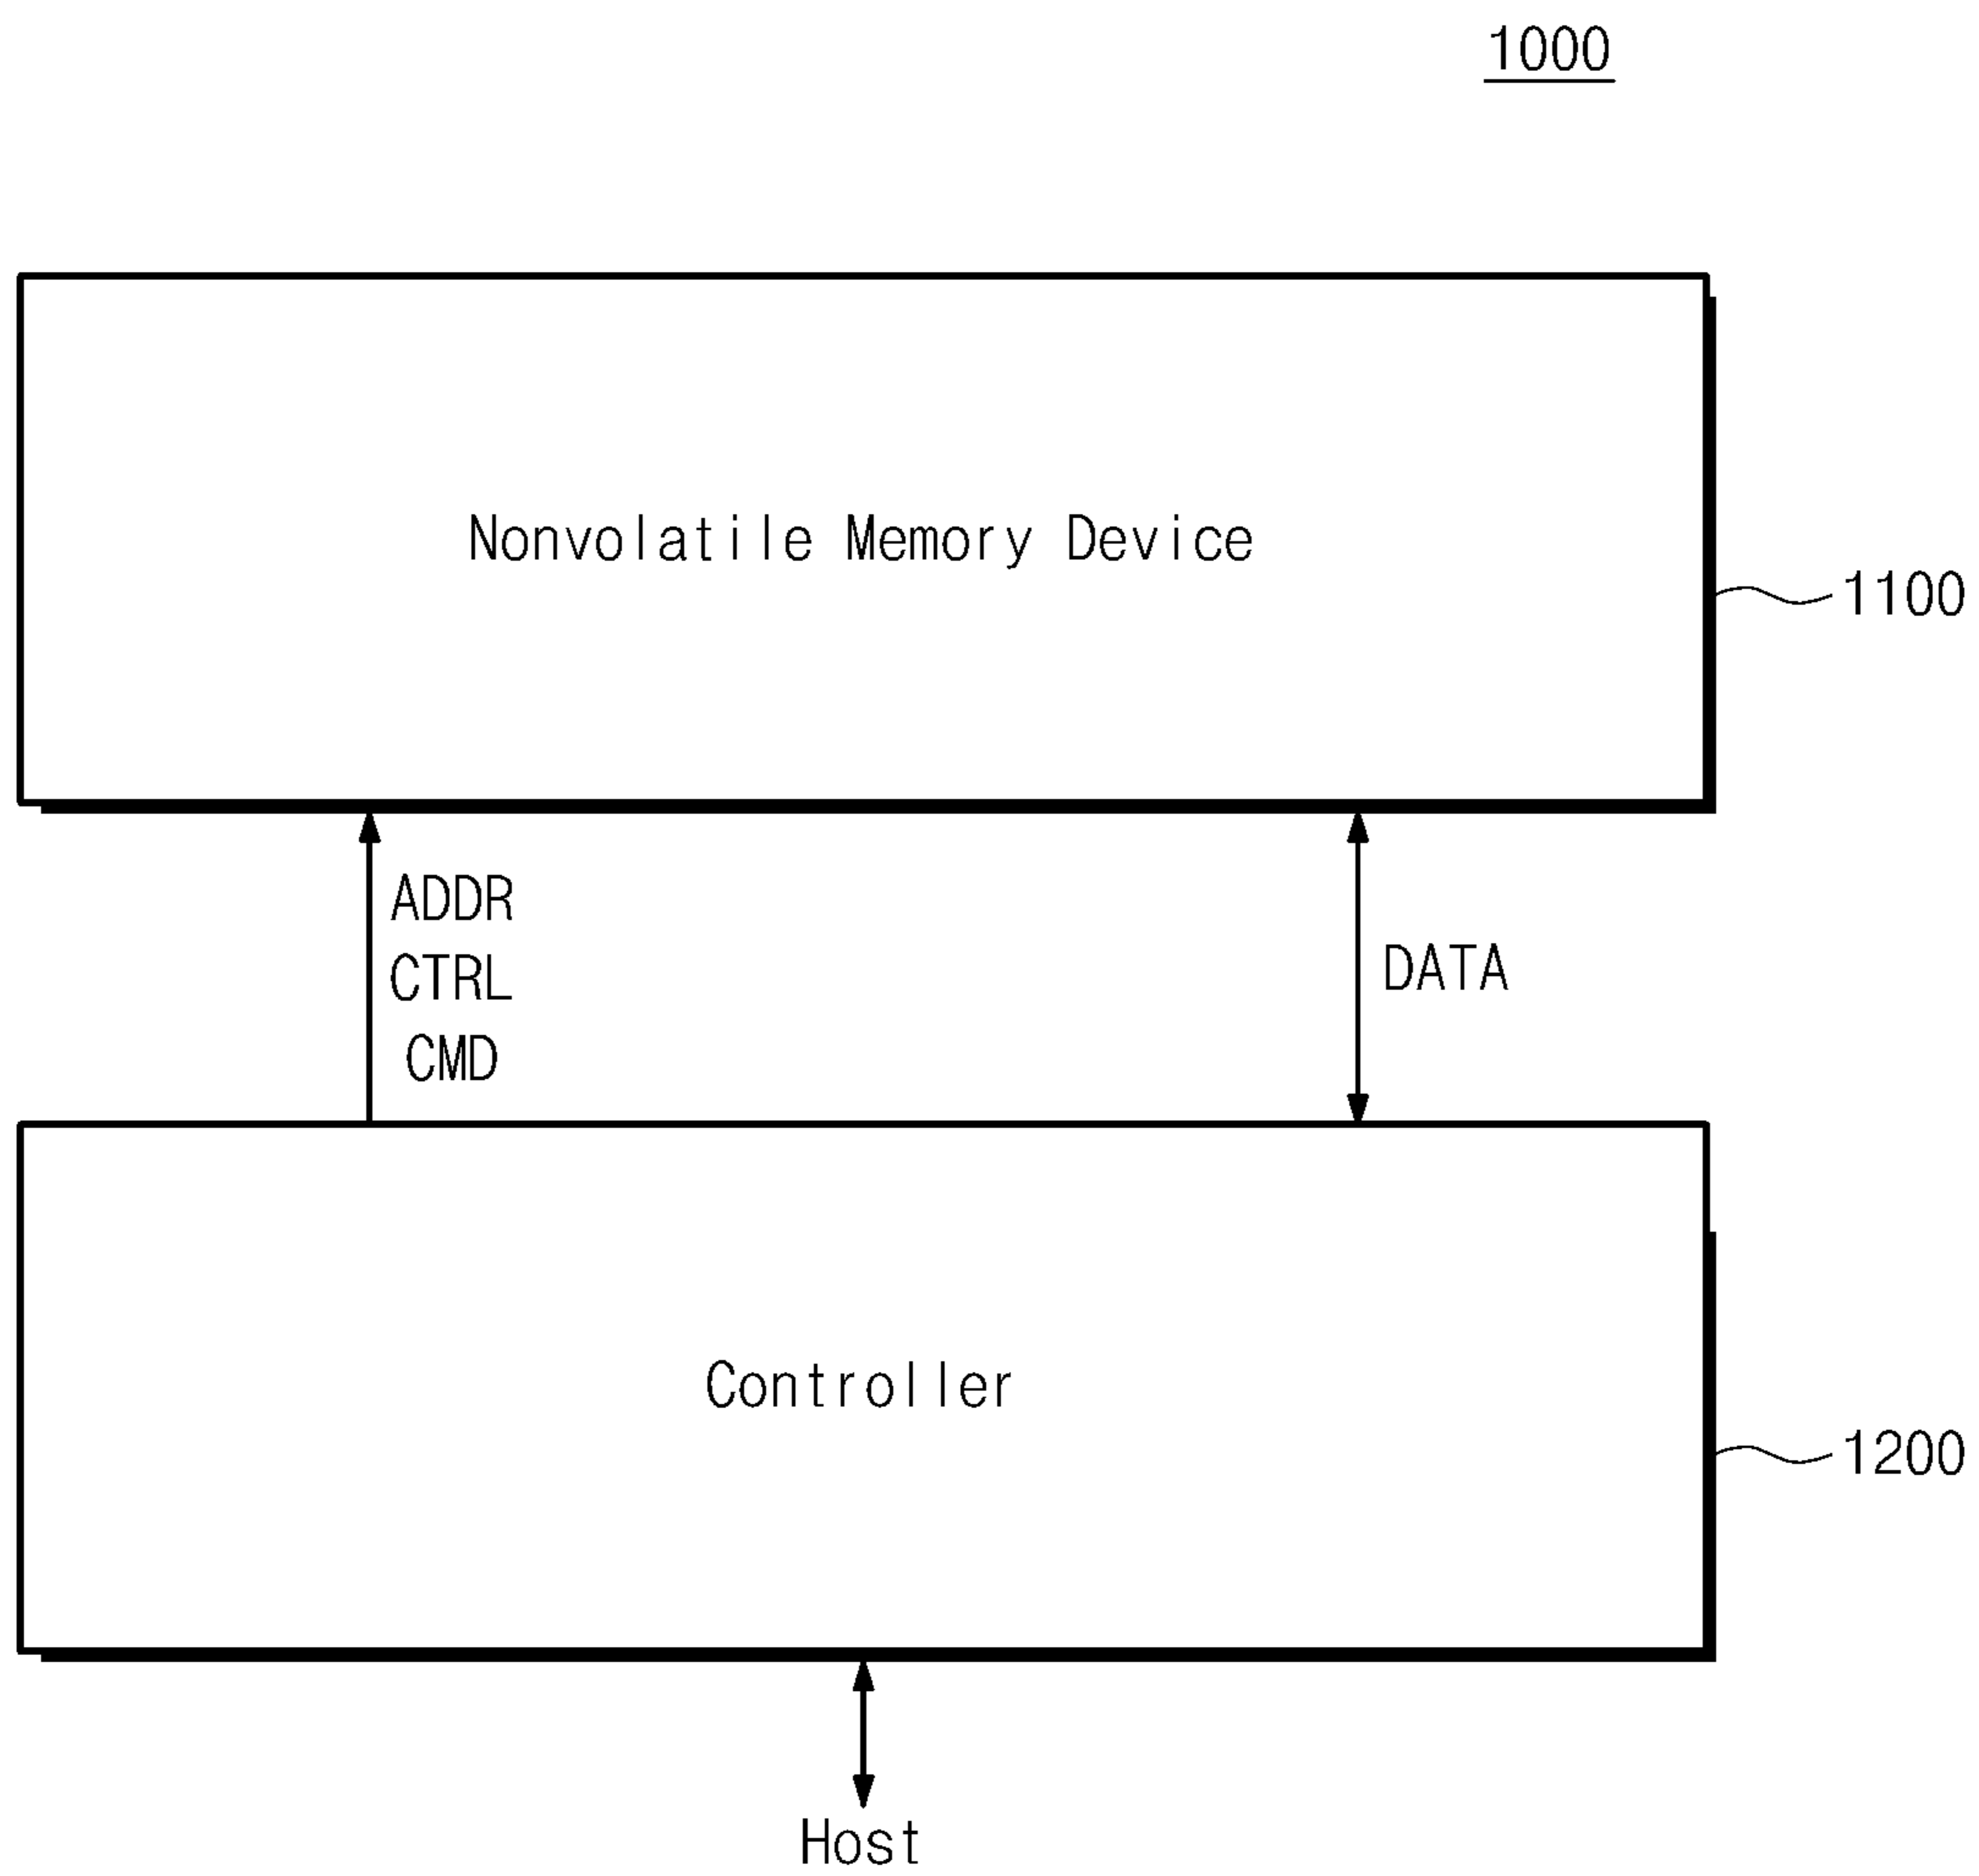 1000
Nonvolatile Memory Device
1100
ADDR
CTRL
CMD
DATA
Controller
1200
Host